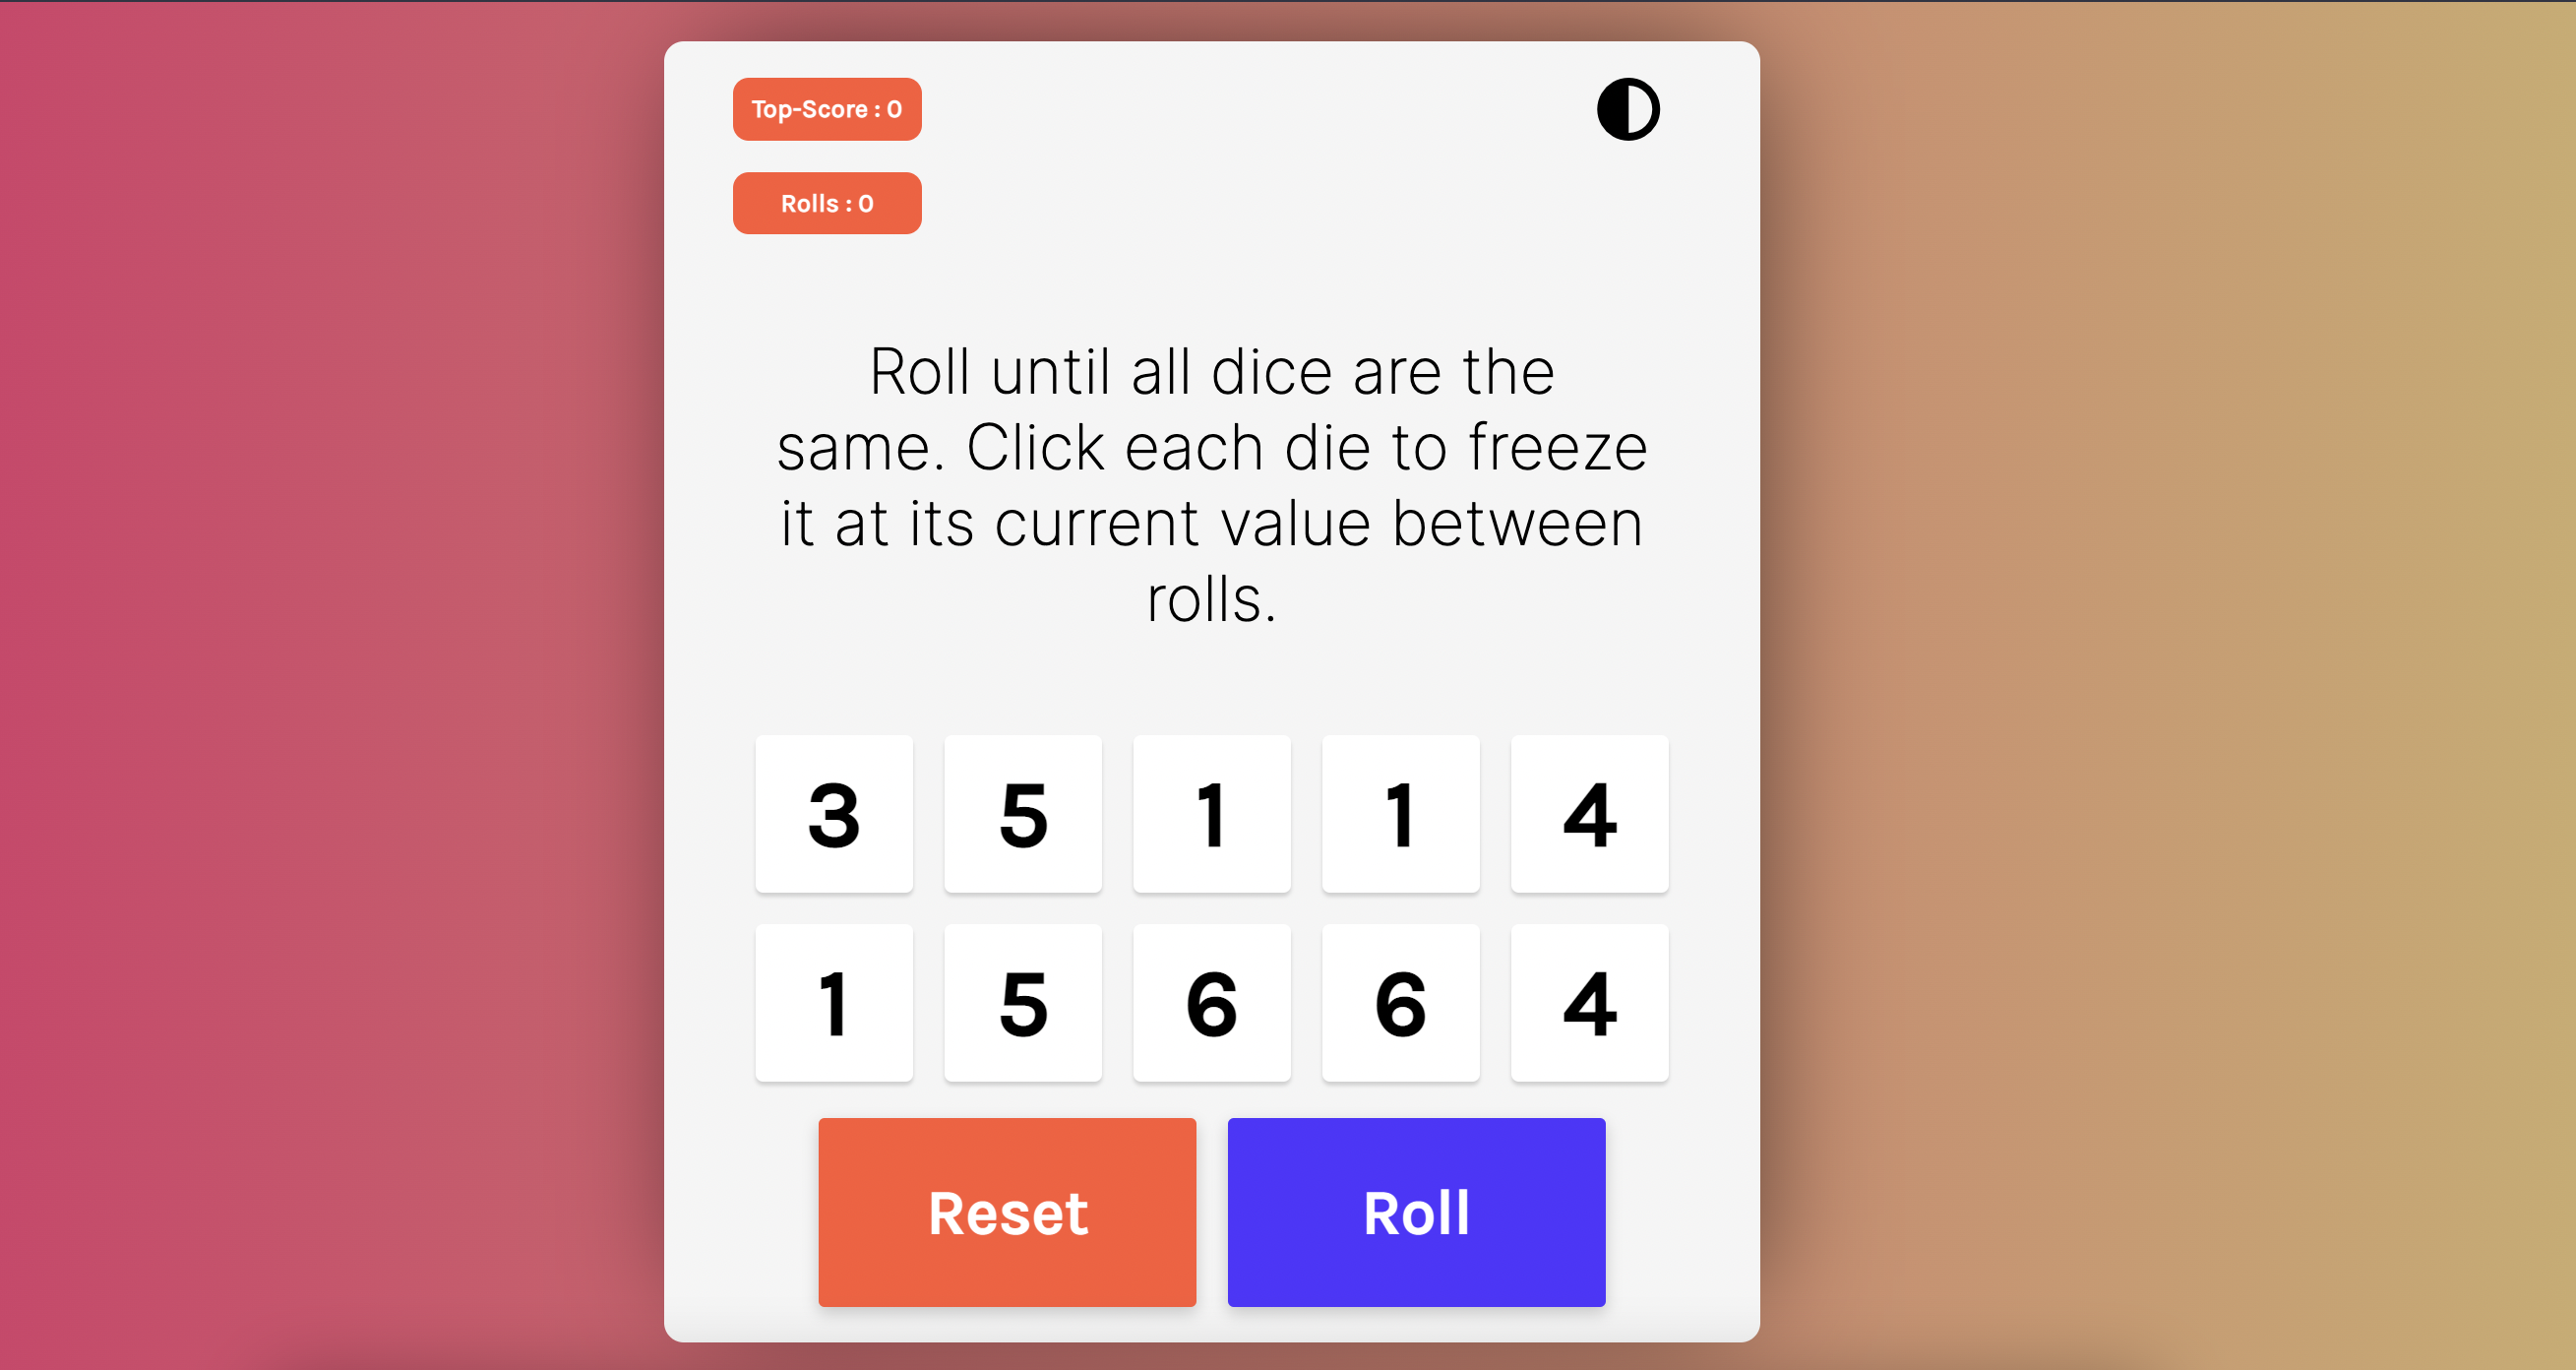 Top-Score : 0
Rolls : 0
Roll until all dice are the
same. Click each die to freeze
it at its current value between
rolls.
3 5 1 1 4
1 5 6 6 4
Reset Roll